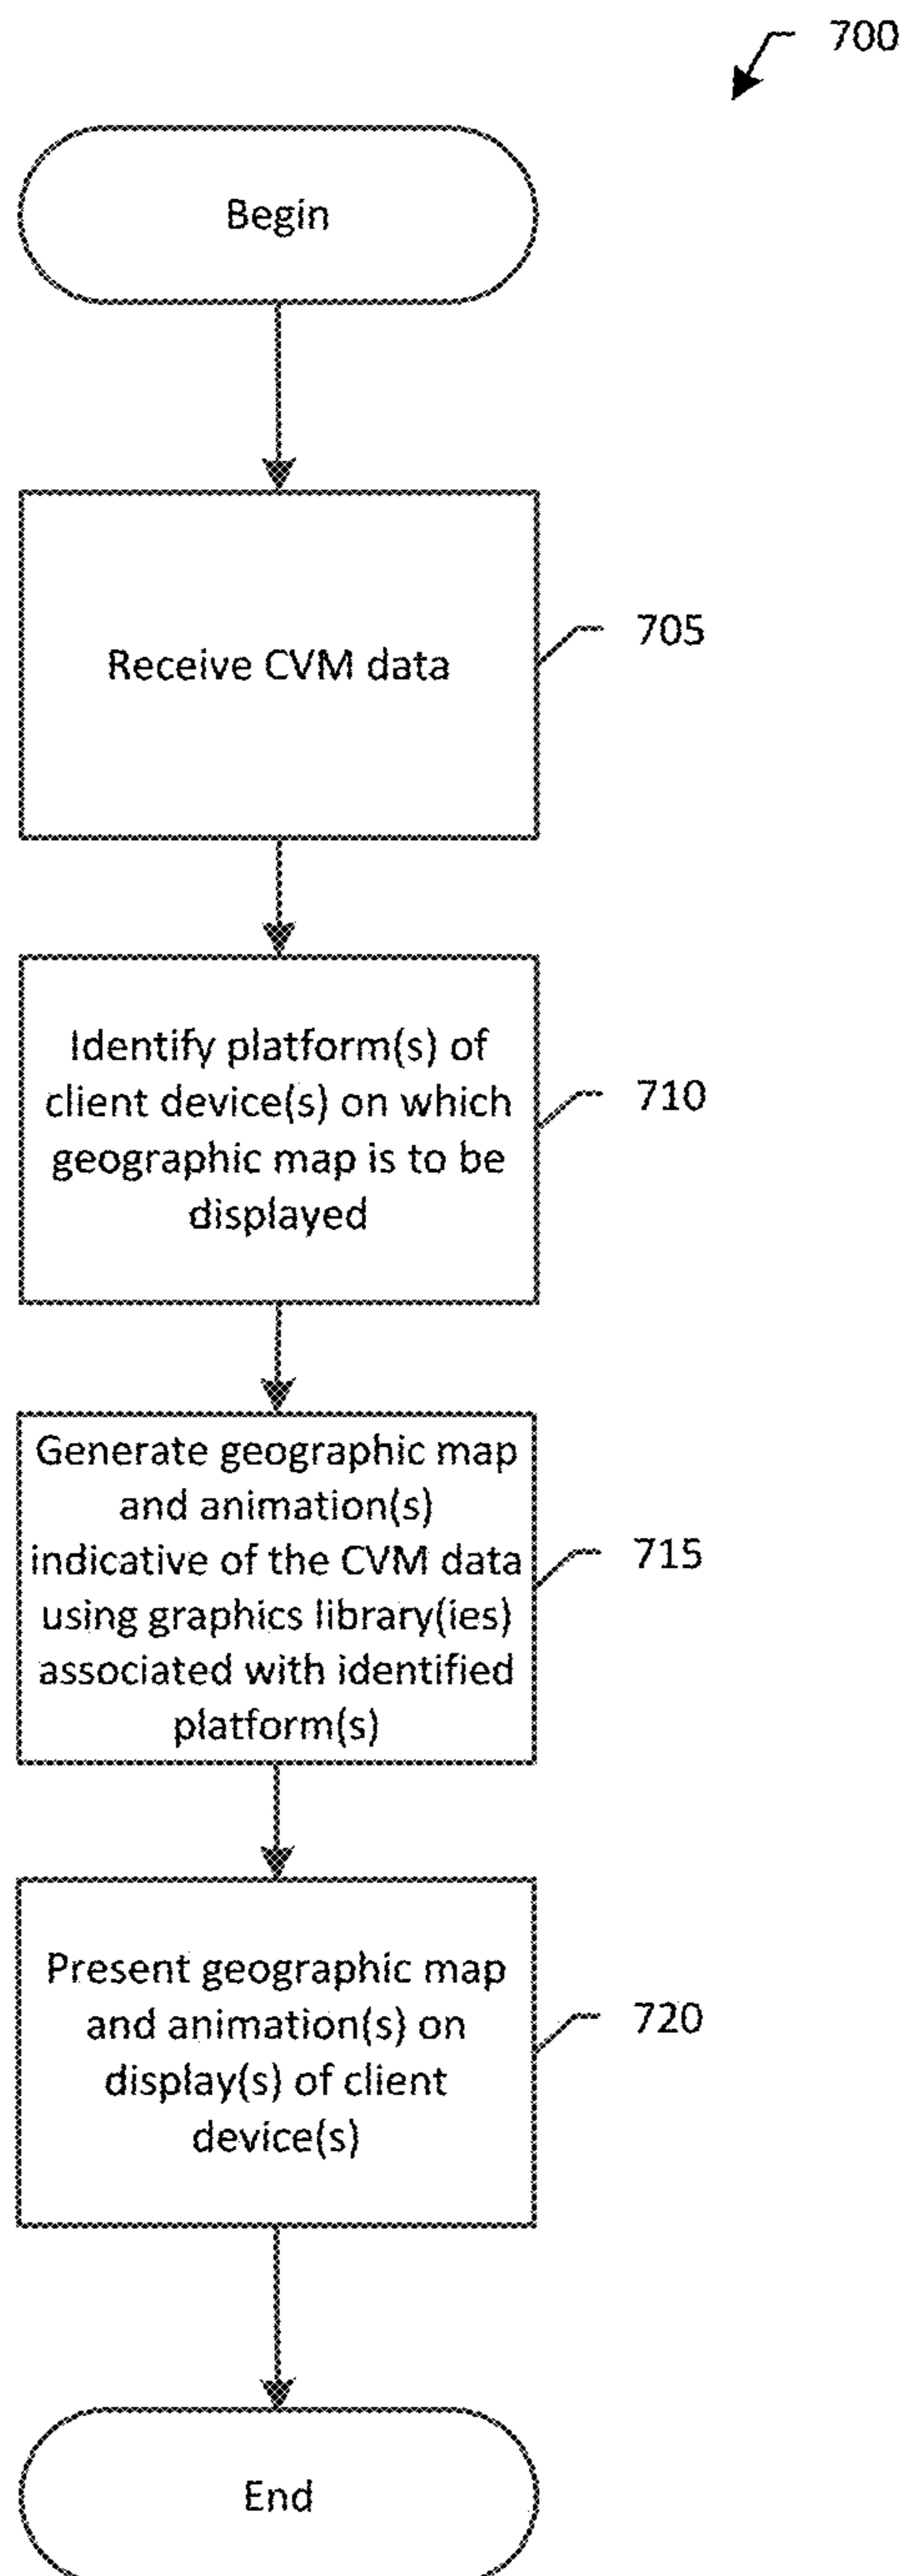 700
Begin
Receive CVM data
705
Identify platform(s) of
client device(s) on which
geographic map is to be
displayed
710
Generate geographic map
and animation(s)
indicative of the CVM data
using graphics library(ies)
associated with identified
platform(s)
715
Present geographic map
and animation(s) on
display(s) of client
device(s)
720
End